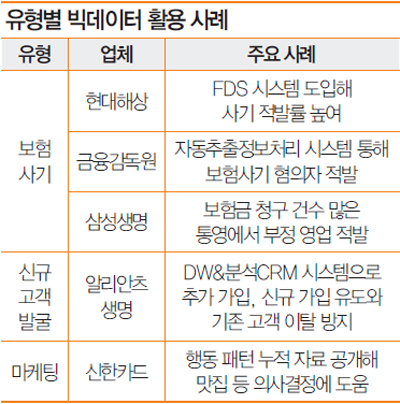 유형별 빅데이터 활용 사례
유형 업체 주요 사례
보험
사기
현대해상
FDS 시스템 도입해
사기 적발률 높여
금융감독원
자동추출정보처리 시스템 통해
보험사기 혐의자 적발
삼성생명
보험금 청구 건수 많은
통영에서 부정 영업 적발
신규
고객
발굴
알리안츠
생명
DW&분석CRM 시스템으로
추가 가입, 신규 가입 유도와
기존 고객 이탈 방지
마케팅
신한카드
행동 패턴 누적 자료 공개해
맛집 등 의사결정에 도움